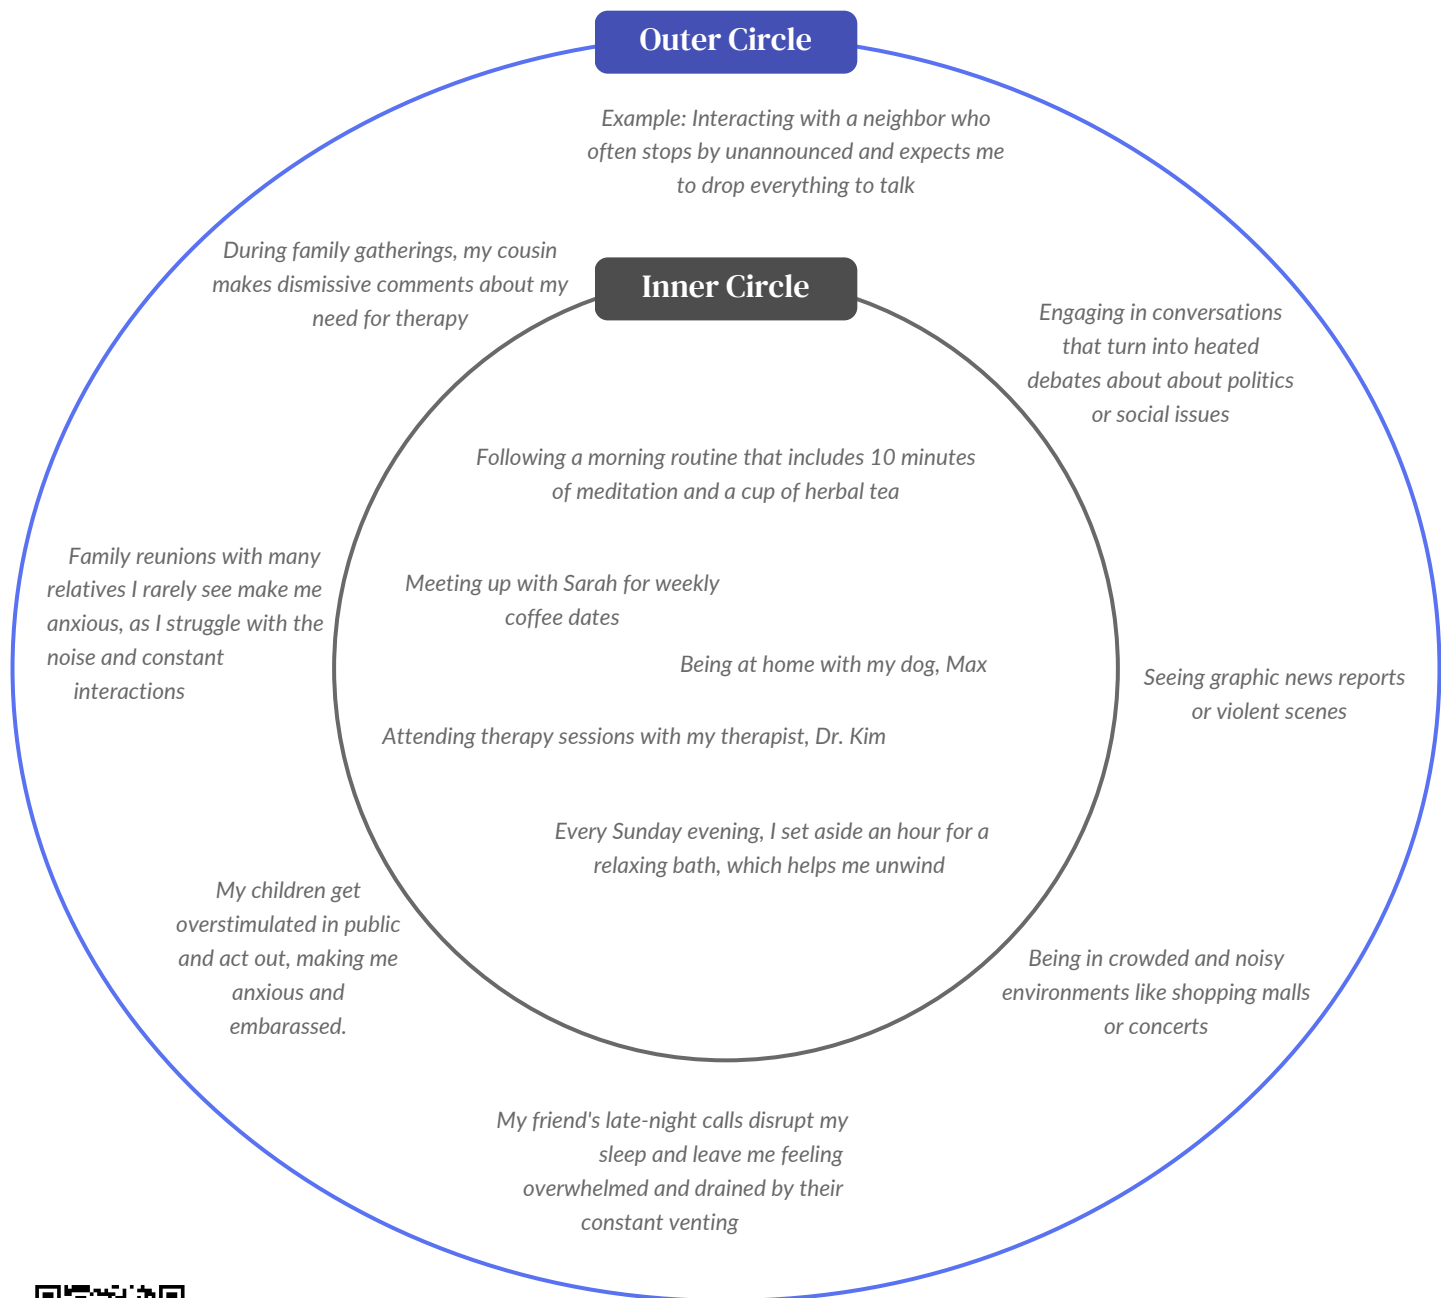 Outer Circle
Example: Interacting with a neighbor who
often stops by unannounced and expects me
to drop everything to talk
During family gatherings, my cousin
makes dismissive comments about my
need for therapy
Inner Circle
Engaging in conversations
that turn into heated
debates about about politics
or social issues
Following a morning routine that includes 10 minutes
of meditation and a cup of herbal tea
Family reunions with many
relatives I rarely see make me
anxious, as I struggle with the
noise and constant
interactions
Meeting up with Sarah for weekly
coffee dates
Being at home with my dog, Max
Seeing graphic news reports
or violent scenes
Attending therapy sessions with my therapist, Dr. Kim
Every Sunday evening, I set aside an hour for a
relaxing bath, which helps me unwind
My children get
overstimulated in public
and act out, making me
anxious and
embarassed.
Being in crowded and noisy
environments like shopping malls
or concerts
My friend's late-night calls disrupt my
sleep and leave me feeling
overwhelmed and drained by their
constant venting